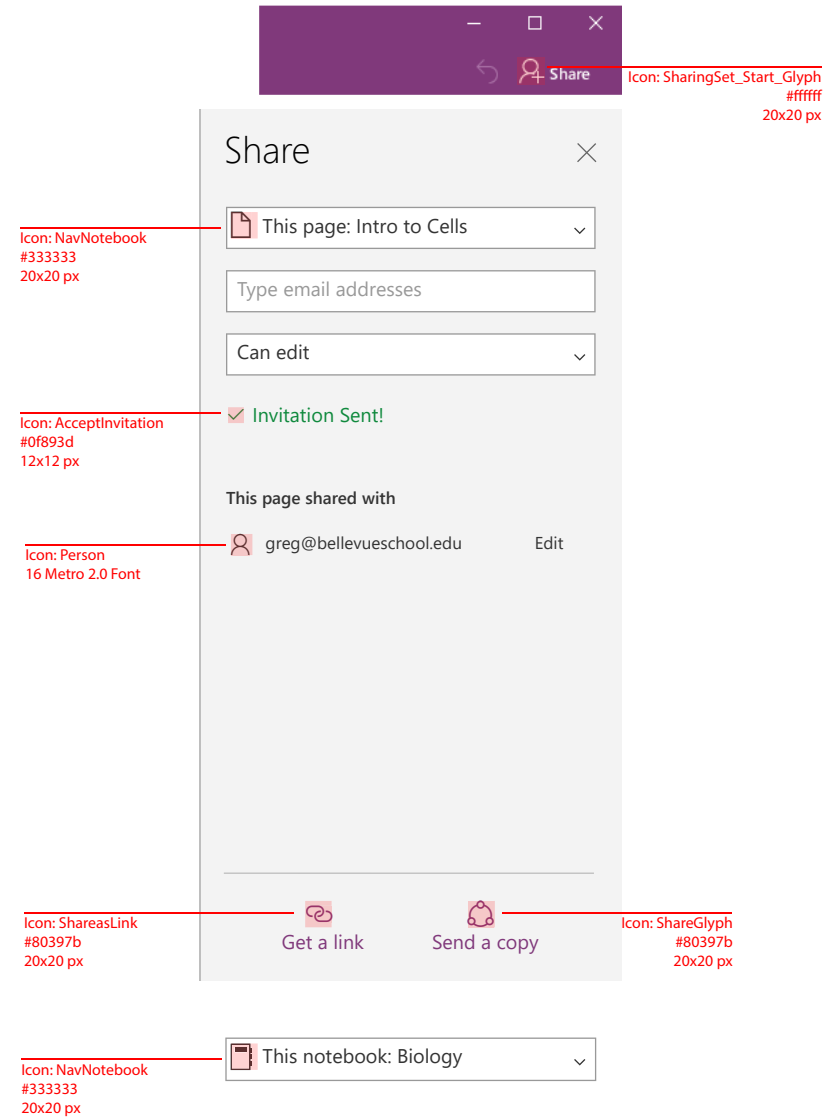 Share
Icon: SharingSet_Start_Glyph
#ffffff
20x20 px
Share
This page: Intro to Cells
Icon: NavNotebook
#333333
20x20 px
Type email addresses
Can edit
Invitation Sent!
Icon: AcceptInvitation
#0f893d
12x12 px
This page shared with
greg@bellevueschool.edu Edit
Icon: Person
16 Metro 2.0 Font
Icon: ShareasLink
#80397b
20x20 px
Get a link
Send a copy
Icon: ShareGlyph
#80397b
20x20 px
This notebook: Biology
Icon: NavNotebook
#333333
20x20 px